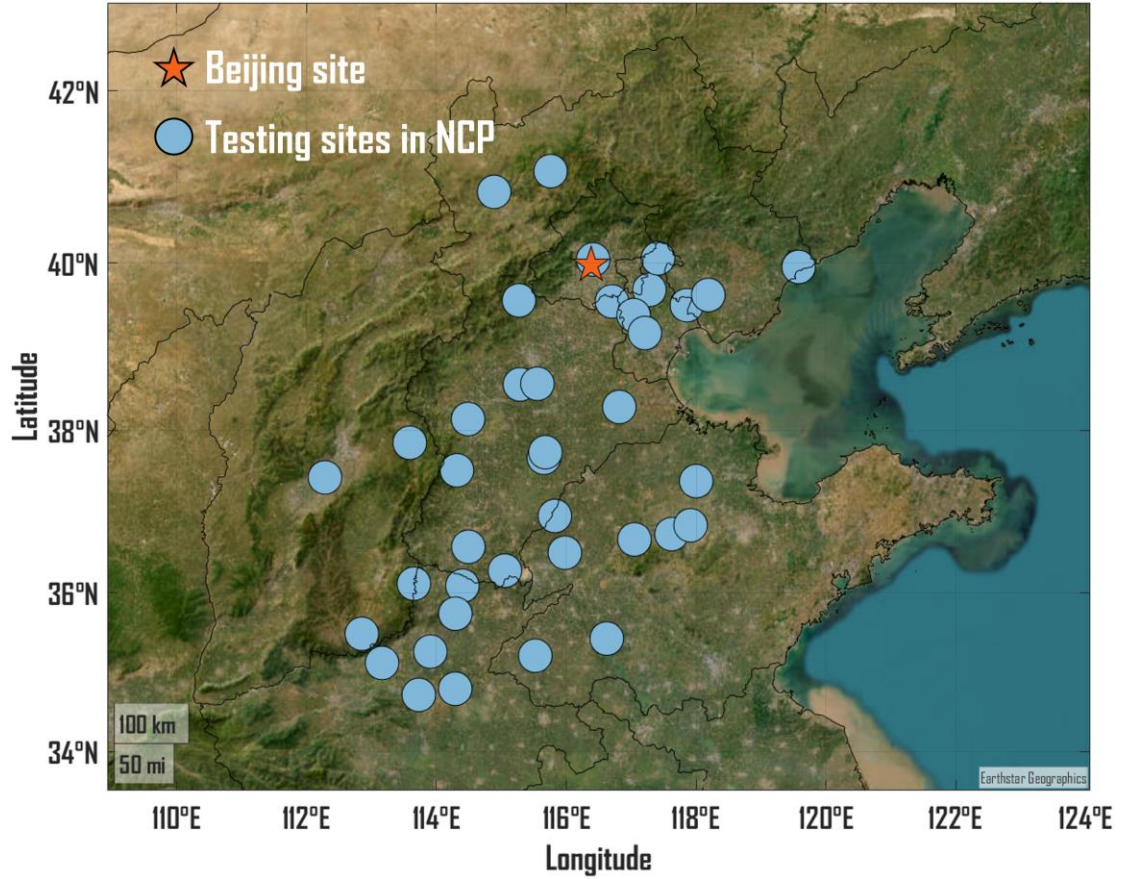 Beijing site
Testing sites in NCP
42°N
40°N
38°N
36°N
34°N
Latitude
100 km
50 mi
Earthstar Geographics
110°E 112°E 114°E 116°E 118°E 120°E 122°E 124°E
Longitude